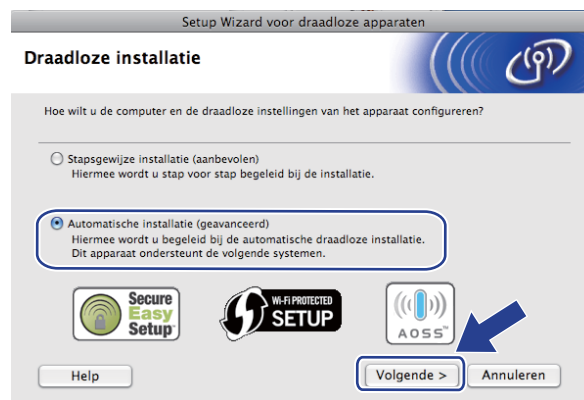 Setup Wizard voor draadloze apparaten
Draadloze installatie
Hoe wilt u de computer en de draadloze instellingen van het apparaat configureren?
Stapsgewijze installatie (aanbevolen)
Hiermee wordt u stap voor stap begeleid bij de installatie.
Automatische installatie (geavanceerd)
Hiermee wordt u begeleid bij de automatische draadloze installatie.
Dit apparaat ondersteunt de volgende systemen.
Secure
Easy
Setup™
Wi-Fi PROTECTED
SETUP
AOSS™
Help
Volgende >
Annuleren